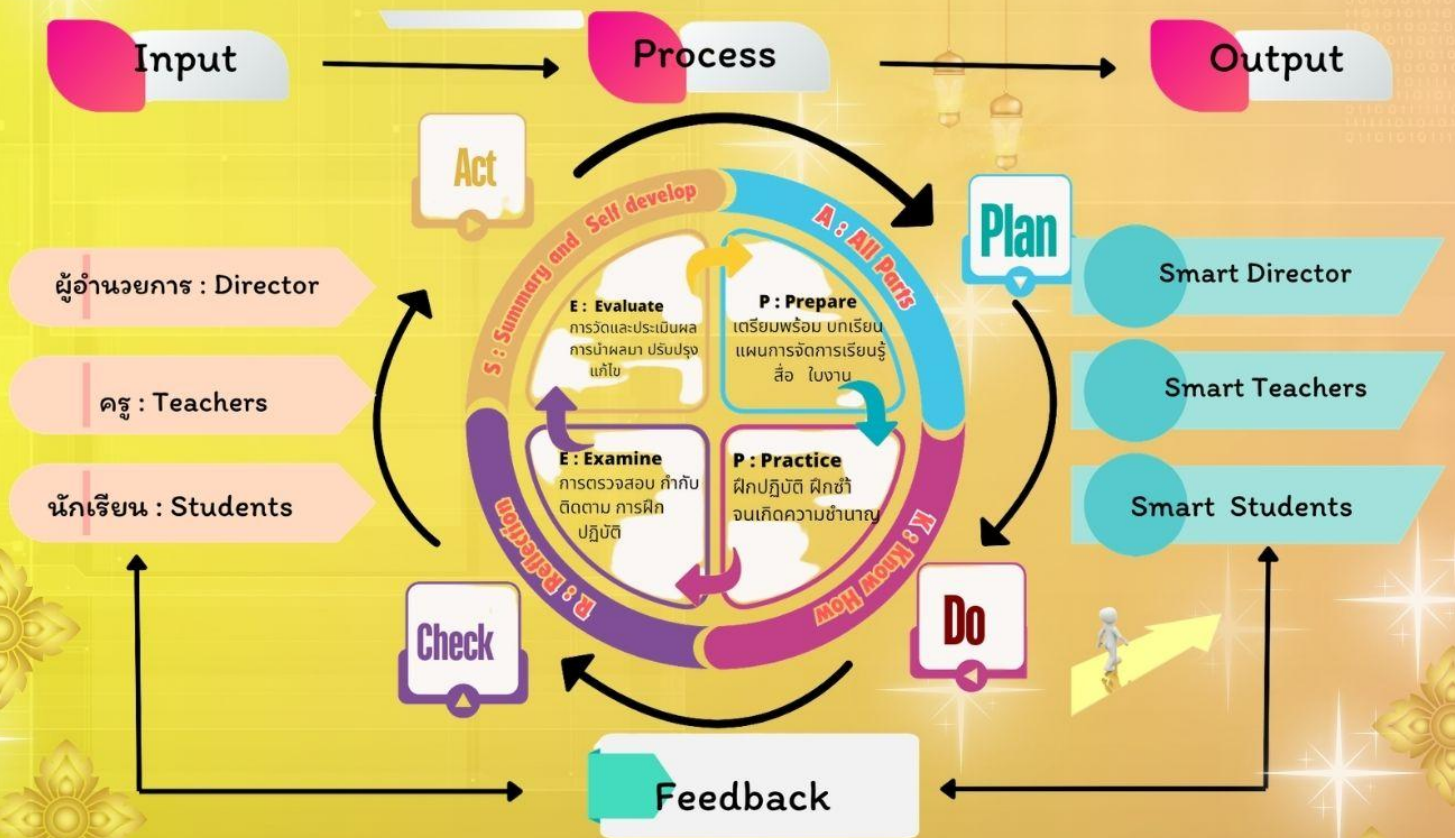 Input
Process
Output
Act
Plan
S : Summary and Self develop
A : All Parts
ผู้อำนวยการ : Director
ครู : Teachers
นักเรียน : Students
E : Evaluate
การวัดและประเมินผล
การนำผลมา ปรับปรุง
แก้ไข
P : Prepare
เตรียมพร้อม บทเรียน
แผนการจัดการเรียนรู้
สื่อ ใบงาน
E : Examine
การตรวจสอบ กำกับ
ติดตาม การฝึก
ปฏิบัติ
P : Practice
ฝึกปฏิบัติ ฝึกซ้ำ
จนเกิดความชำนาญ
R : Reflection
K : Know How
Smart Director
Smart Teachers
Smart Students
Check
Do
Feedback